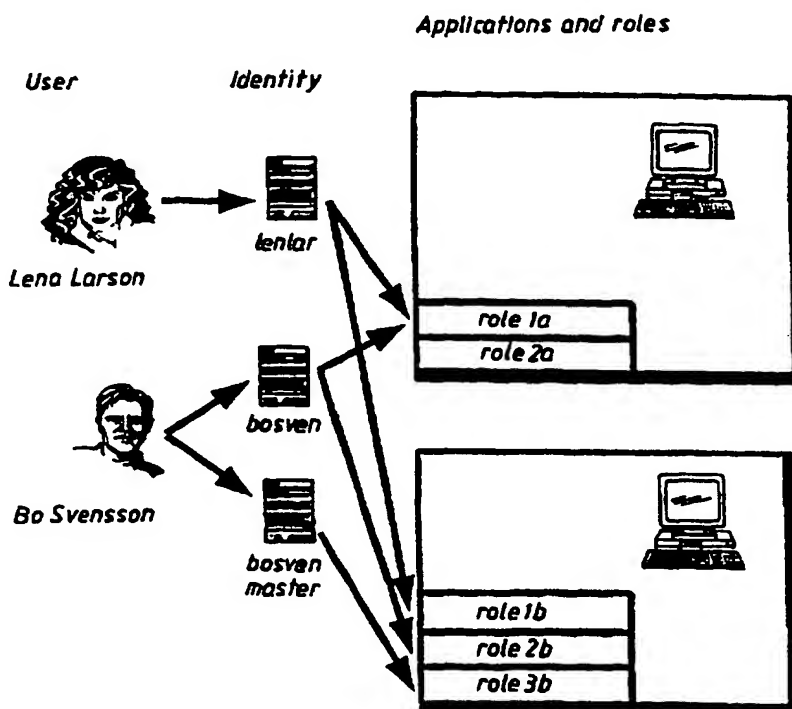 Applications and roles
User
Identity
lenlar
Lena Larson
role 1a
role 2a
bosven
Bo Svensson
bosven
master
role 1b
role 2b
role 3b